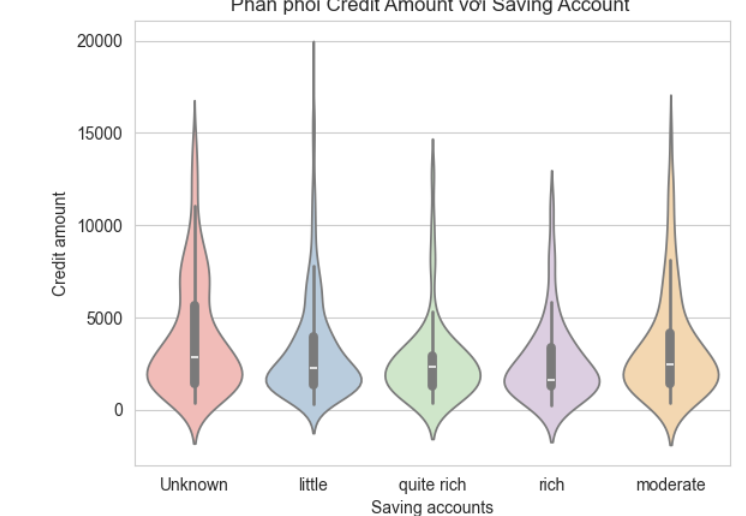 Phân phối Credit Amount với Saving Account
20000
15000
10000
5000
0
Credit amount
Unknown little quite rich rich moderate
Saving accounts